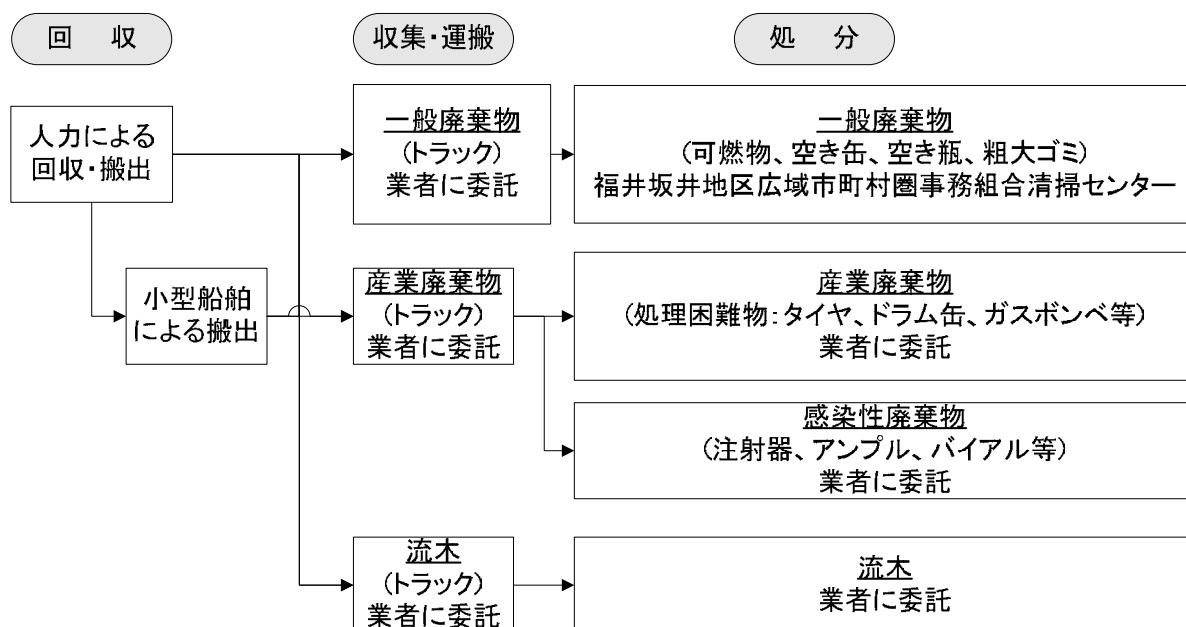 回　収
収集・運搬
処　分
人力による
回収・搬出
小型船舶
による搬出
一般廃棄物
(トラック)
業者に委託
一般廃棄物
(可燃物、空き缶、空き瓶、粗大ゴミ)
福井坂井地区広域市町村圏事務組合清掃センター
産業廃棄物
(トラック)
業者に委託
産業廃棄物
(処理困難物：タイヤ、ドラム缶、ガスボンベ等)
業者に委託
感染性廃棄物
(注射器、アンプル、バイアル等)
業者に委託
流木
(トラック)
業者に委託
流木
業者に委託